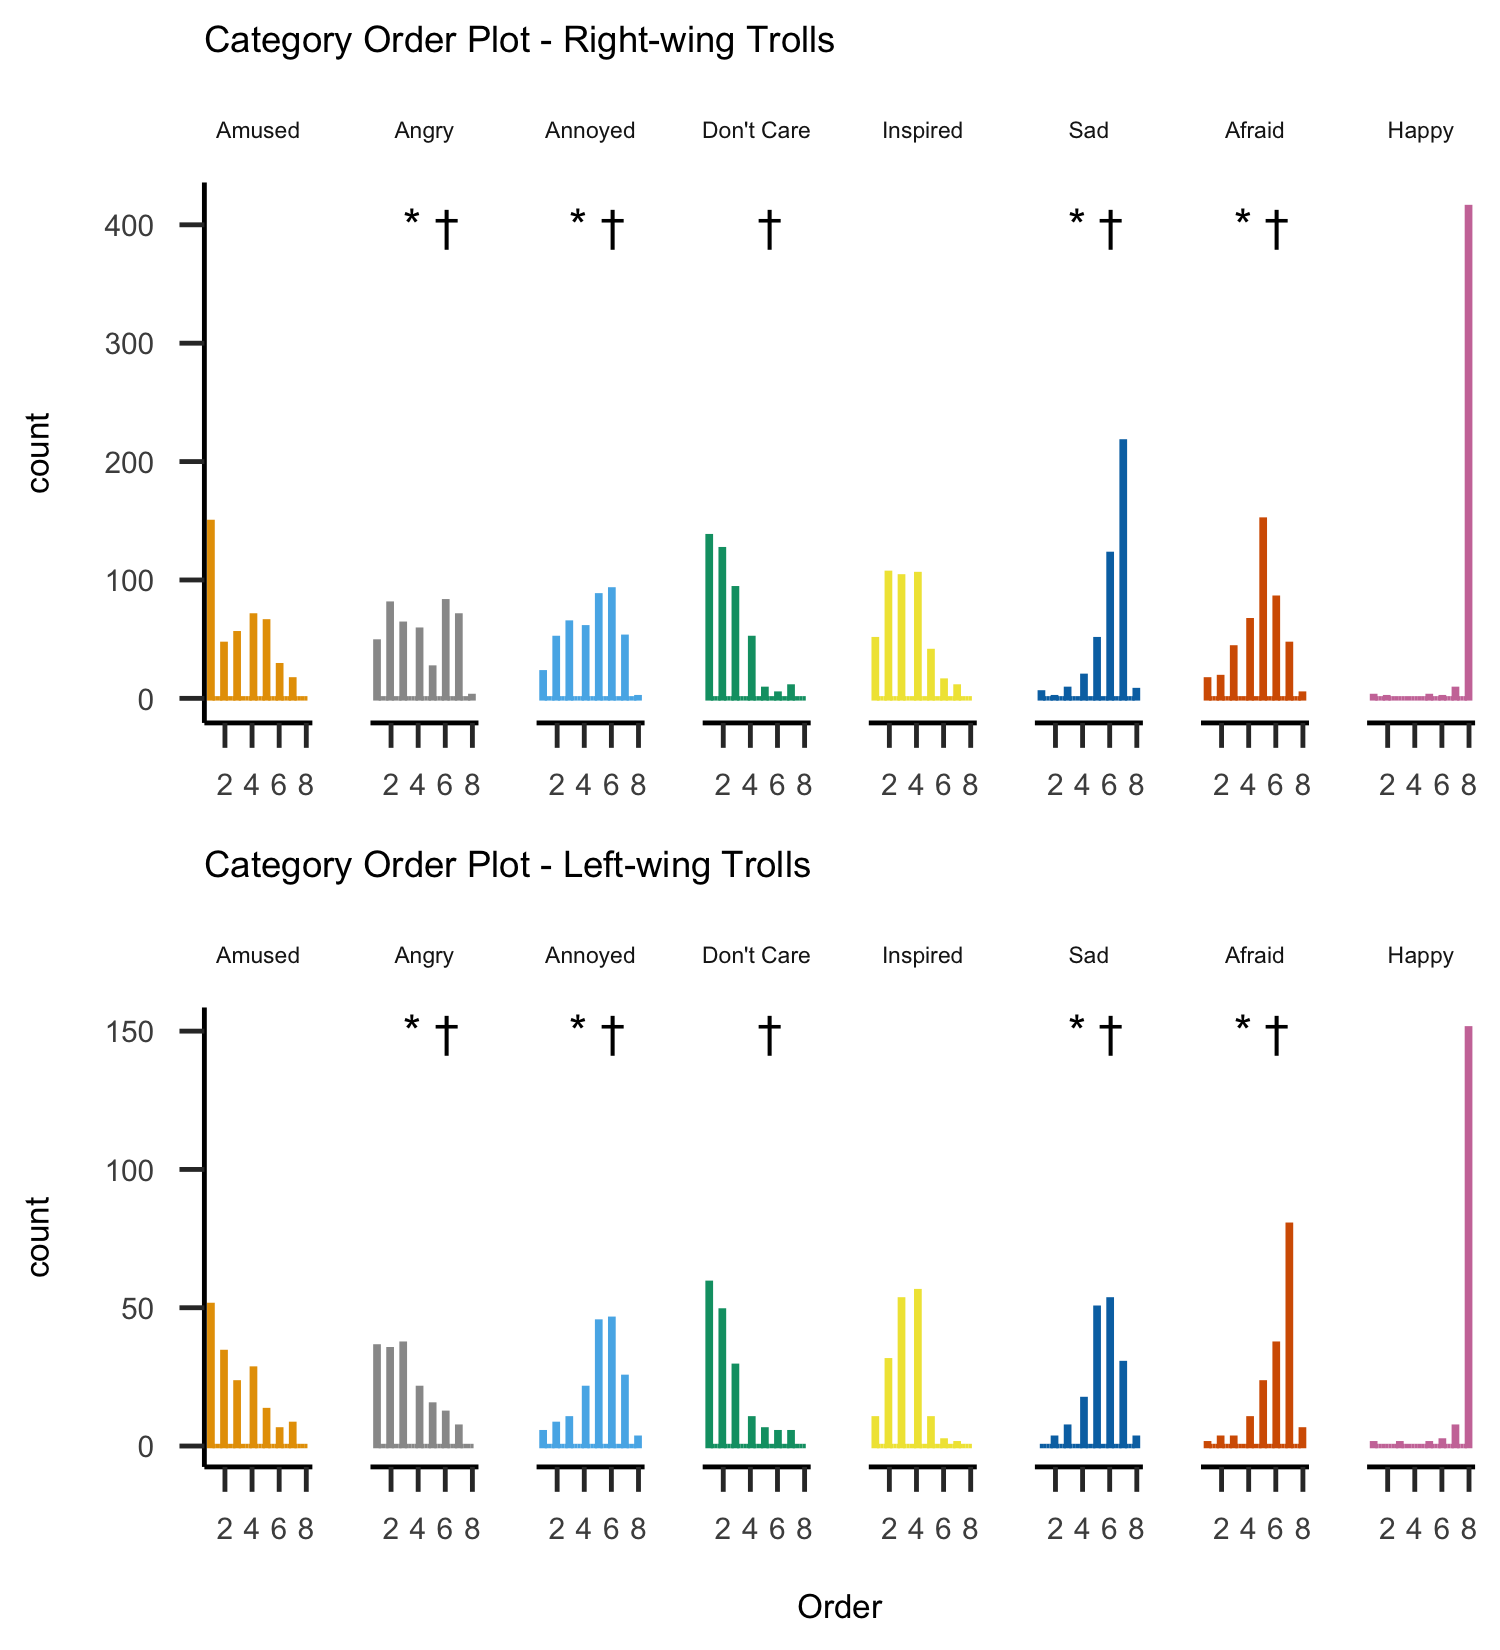 Category Order Plot - Right-wing Trolls
Amused Angry Annoyed Don't Care Inspired Sad Afraid Happy
* † * † † * † * †
400
300
200
100
0
count
2 4 6 8 2 4 6 8 2 4 6 8 2 4 6 8 2 4 6 8 2 4 6 8 2 4 6 8 2 4 6 8
Category Order Plot - Left-wing Trolls
Amused Angry Annoyed Don't Care Inspired Sad Afraid Happy
* † * † † * † * †
150
100
50
0
count
2 4 6 8 2 4 6 8 2 4 6 8 2 4 6 8 2 4 6 8 2 4 6 8 2 4 6 8 2 4 6 8
Order